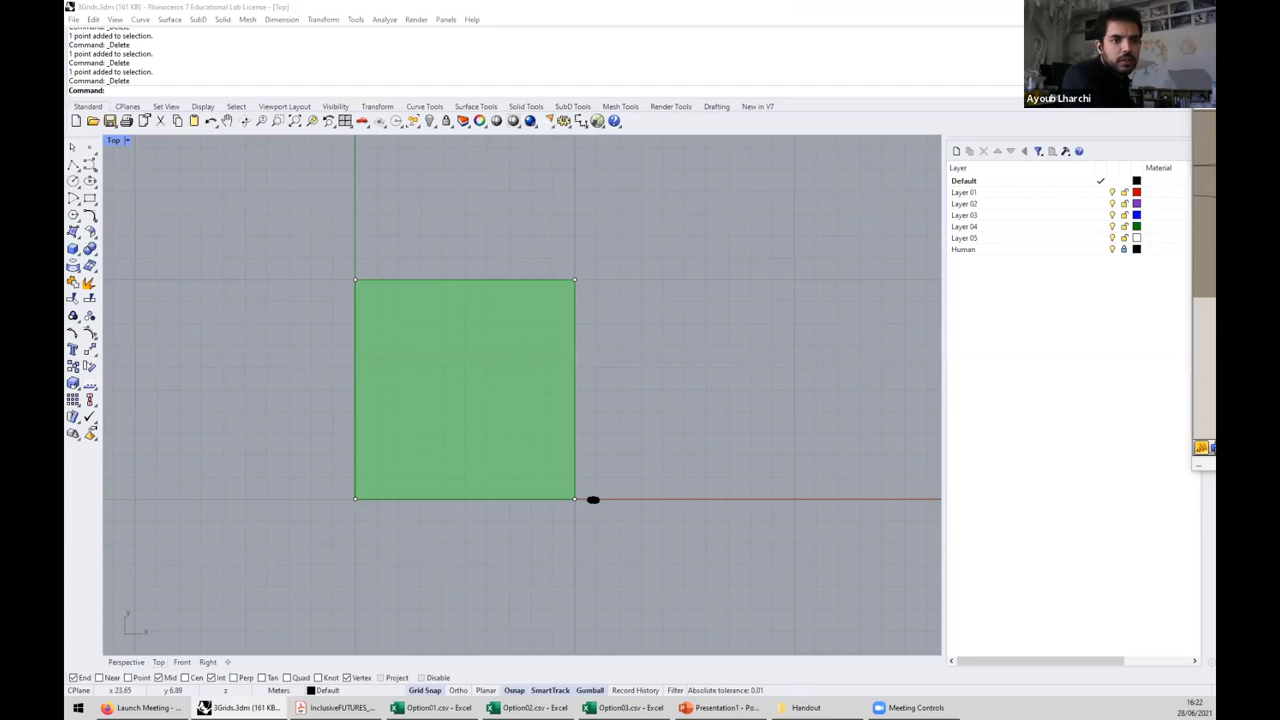 3Grids.3dm (161 KB) - Rhinoceros 7 Educational Lab License - [Top]
File Edit View Curve Surface SubD Solid Mesh Dimension Transform Tools Analyze Render Panels Help
1 point added to selection.
Command: _Delete
1 point added to selection.
Command: _Delete
1 point added to selection.
Command: _Delete
Command:
Ayoub Lharchi
Standard CPlanes Set View Display Select Viewport Layout Visibility Transform Curve Tools Surface Tools Solid Tools SubD Tools Mesh Tools Render Tools Drafting New in V7
Top
Layer Material
Default
Layer 01
Layer 02
Layer 03
Layer 04
Layer 05
Human
y
x
Perspective Top Front Right
End Near Point Mid Cen Int Perp Tan Quad Knot Vertex Project Disable
CPlane x 23.65 y 6.89 z Meters Default Grid Snap Ortho Planar Osnap SmartTrack Gumball Record History Filter Absolute tolerance: 0.01
Launch Meeting - ... 3Grids.3dm (161 KB... InclusiveFUTURES_... Option01.csv - Excel Option02.csv - Excel Option03.csv - Excel Presentation1 - Po... Handout Meeting Controls
16:22
28/06/2021